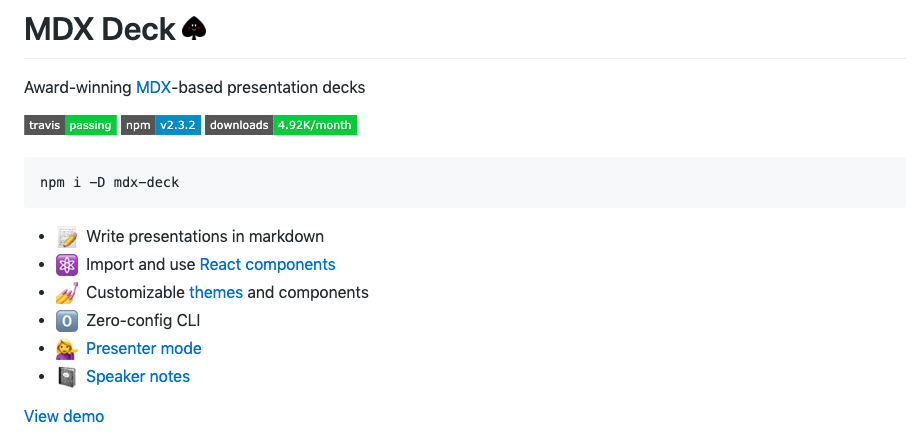 MDX Deck
Award-winning MDX-based presentation decks
travis passing npm v2.3.2 downloads 4.92K/month
npm i -D mdx-deck
Write presentations in markdown
Import and use React components
Customizable themes and components
Zero-config CLI
Presenter mode
Speaker notes
View demo